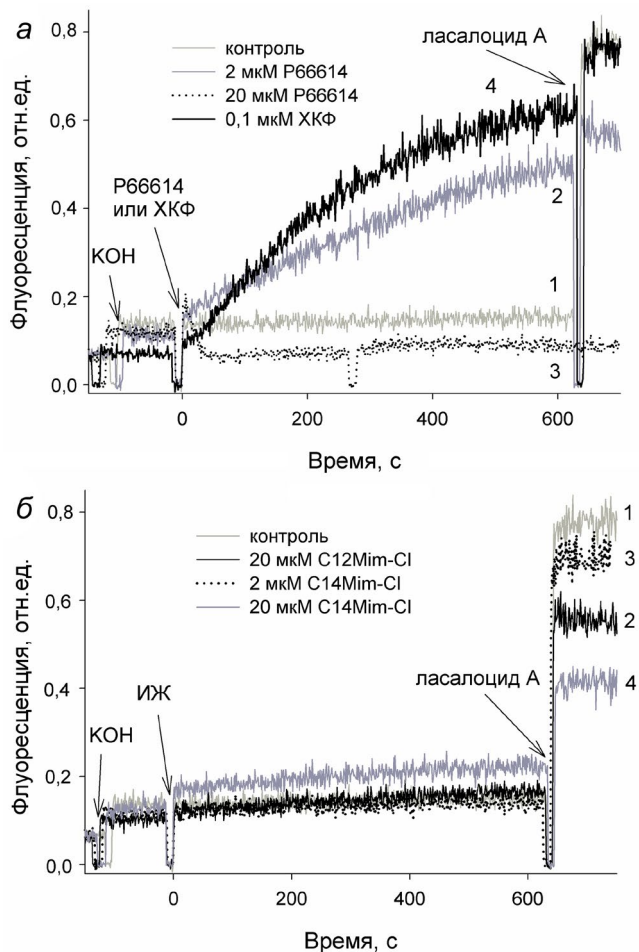 а
Флуоресценция, отн.ед.
0,8
0,6
0,4
0,2
0,0
контроль
2 мкМ P66614
20 мкМ P66614
0,1 мкМ ХКФ
ласалоцид А
P66614
или ХКФ
КОН
4
2
1
3
0
200
400
600
Время, с
б
Флуоресценция, отн.ед.
0,8
0,6
0,4
0,2
0,0
контроль
20 мкМ C12Mim-Cl
2 мкМ C14Mim-Cl
20 мкМ C14Mim-Cl
ласалоцид А
ИЖ
КОН
1
3
2
4
0
200
400
600
Время, с